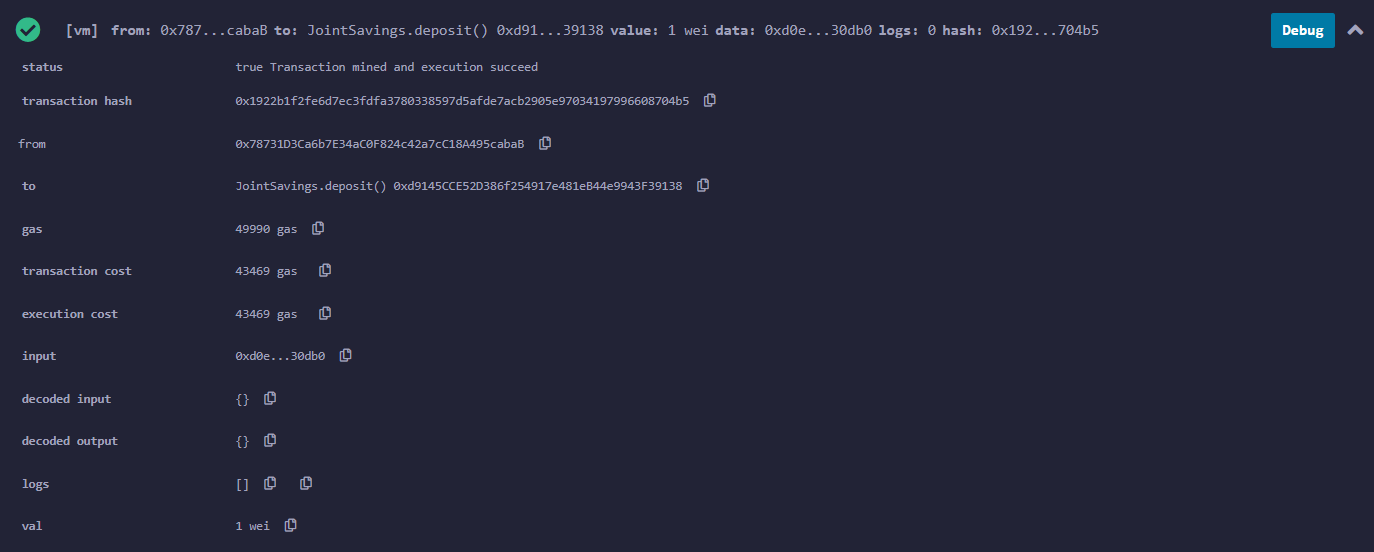 [vm] from: 0x787...cabaB to: JointSavings.deposit() 0xd91...39138 value: 1 wei data: 0xd0e...30db0 logs: 0 hash: 0x192...704b5 Debug
status true Transaction mined and execution succeed
transaction hash 0x1922b1f2fe6d7ec3fdfa3780338597d5afde7acb2905e97034197996608704b5
from 0x78731D3Ca6b7E34aC0F824c42a7cC18A495cabaB
to JointSavings.deposit() 0xd9145CCE52D386f254917e481eB44e9943F39138
gas 49990 gas
transaction cost 43469 gas
execution cost 43469 gas
input 0xd0e...30db0
decoded input {}
decoded output {}
logs []
val 1 wei